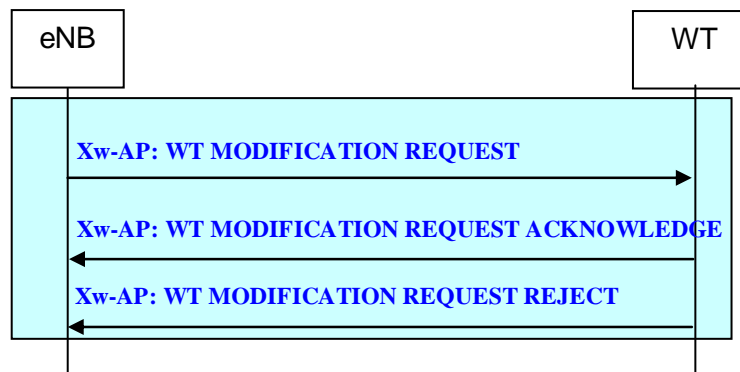 eNB
WT
Xw-AP: WT MODIFICATION REQUEST
Xw-AP: WT MODIFICATION REQUEST ACKNOWLEDGE
Xw-AP: WT MODIFICATION REQUEST REJECT